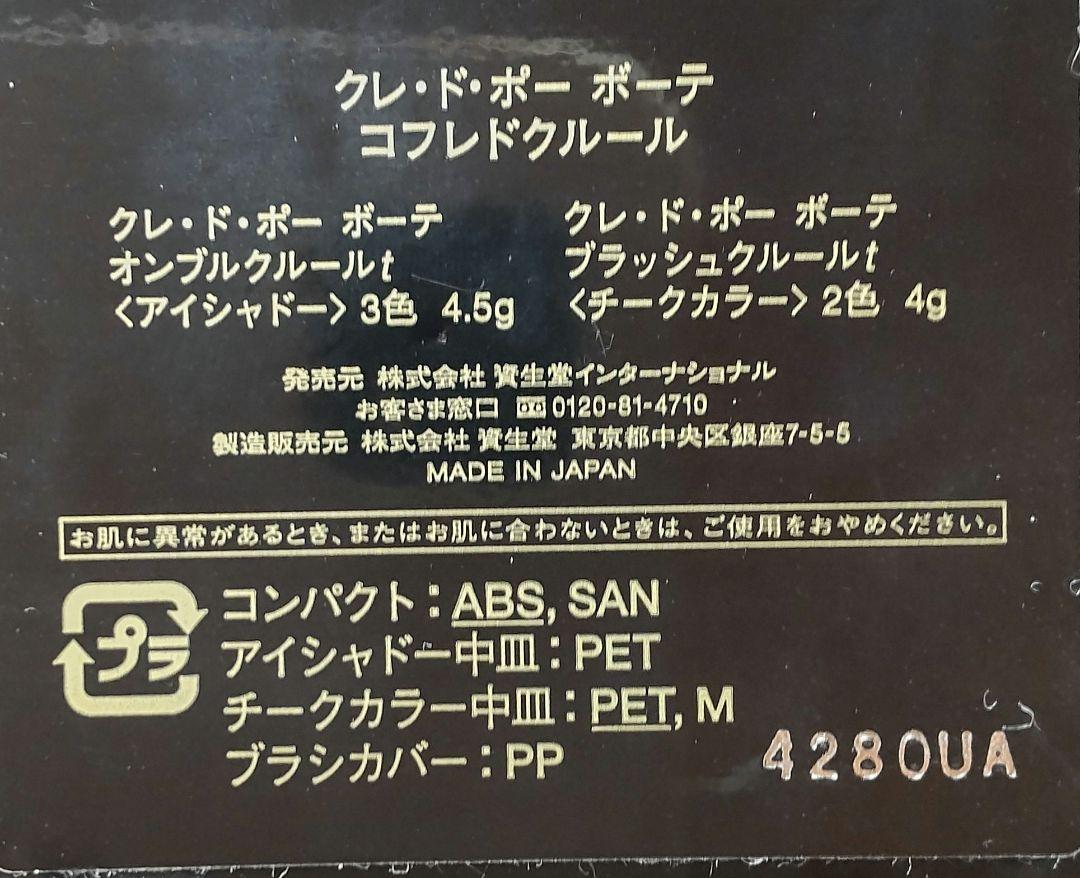 クレ・ド・ポー ボーテ
コフレドクルール
クレ・ド・ポー ボーテ
オンブルクルールt
〈アイシャドー〉3色 4.5g
クレ・ド・ポー ボーテ
ブラッシュクルールt
〈チークカラー〉2色 4g
発売元 株式会社 資生堂インターナショナル
お客さま窓口 0120-81-4710
製造販売元 株式会社 資生堂 東京都中央区銀座7-5-5
MADE IN JAPAN
お肌に異常があるとき、またはお肌に合わないときは、ご使用をおやめください。
プラ
コンパクト：ABS, SAN
アイシャドー中皿：PET
チークカラー中皿：PET, M
ブラシカバー：PP
4280UA